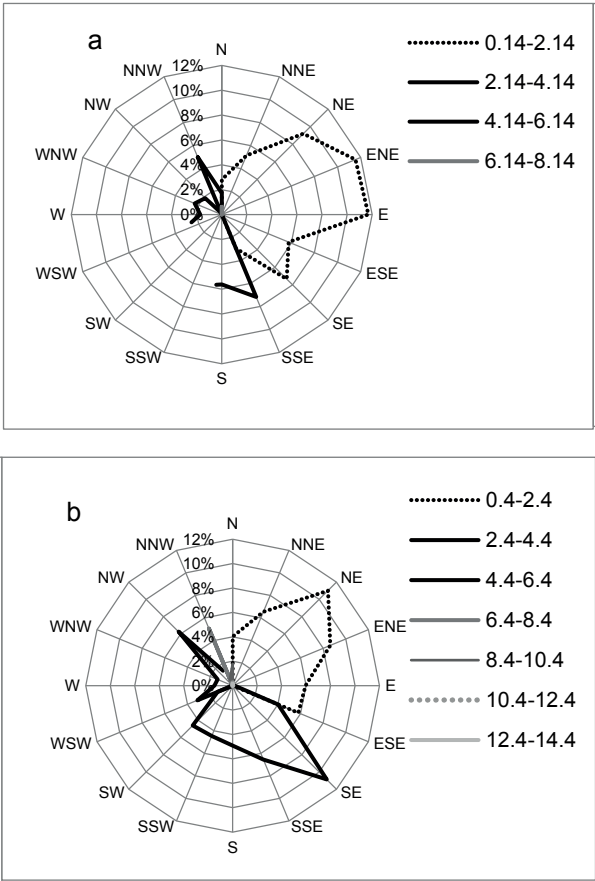 a
N
NNE
NE
ENE
E
ESE
SE
SSE
S
SSW
SW
WSW
W
WNW
NW
NNW
12%
10%
8%
6%
4%
2%
0%
0.14-2.14
2.14-4.14
4.14-6.14
6.14-8.14
b
N
NNE
NE
ENE
E
ESE
SE
SSE
S
SSW
SW
WSW
W
WNW
NW
NNW
12%
10%
8%
6%
4%
2%
0%
0.4-2.4
2.4-4.4
4.4-6.4
6.4-8.4
8.4-10.4
10.4-12.4
12.4-14.4